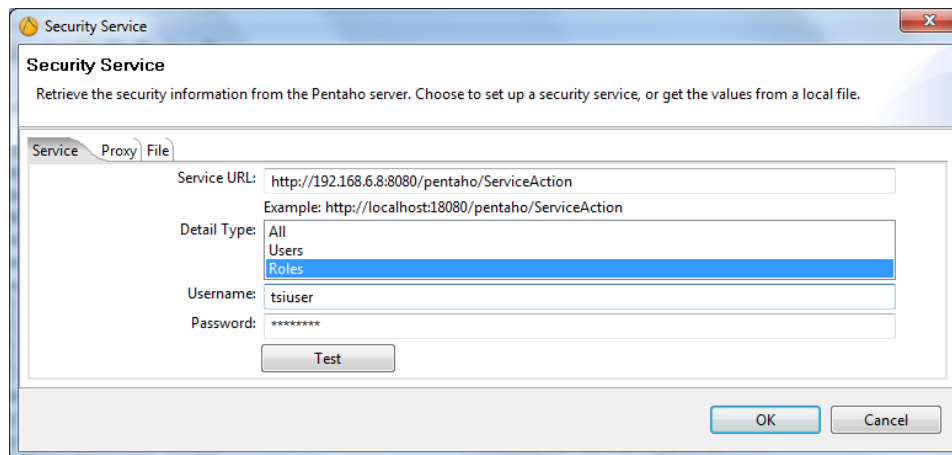 Security Service
Security Service
Retrieve the security information from the Pentaho server. Choose to set up a security service, or get the values from a local file.
Service Proxy File
Service URL: http://192.168.6.8:8080/pentaho/ServiceAction
Example: http://localhost:18080/pentaho/ServiceAction
Detail Type: All
Users
Roles
Username: tsiuser
Password: ********
Test
OK Cancel